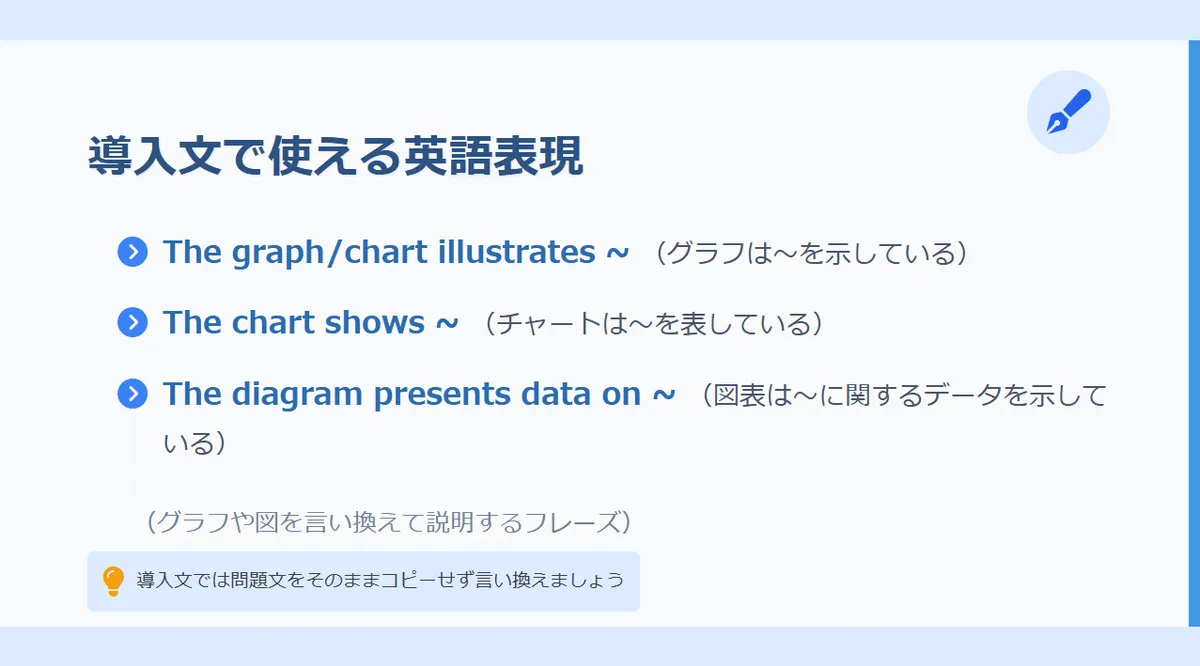 導入文で使える英語表現
The graph/chart illustrates ~ （グラフは～を示している）
The chart shows ~ （チャートは～を表している）
The diagram presents data on ~ （図表は～に関するデータを示して
いる）
（グラフや図を言い換えて説明するフレーズ）
導入文では問題文をそのままコピーせず言い換えましょう